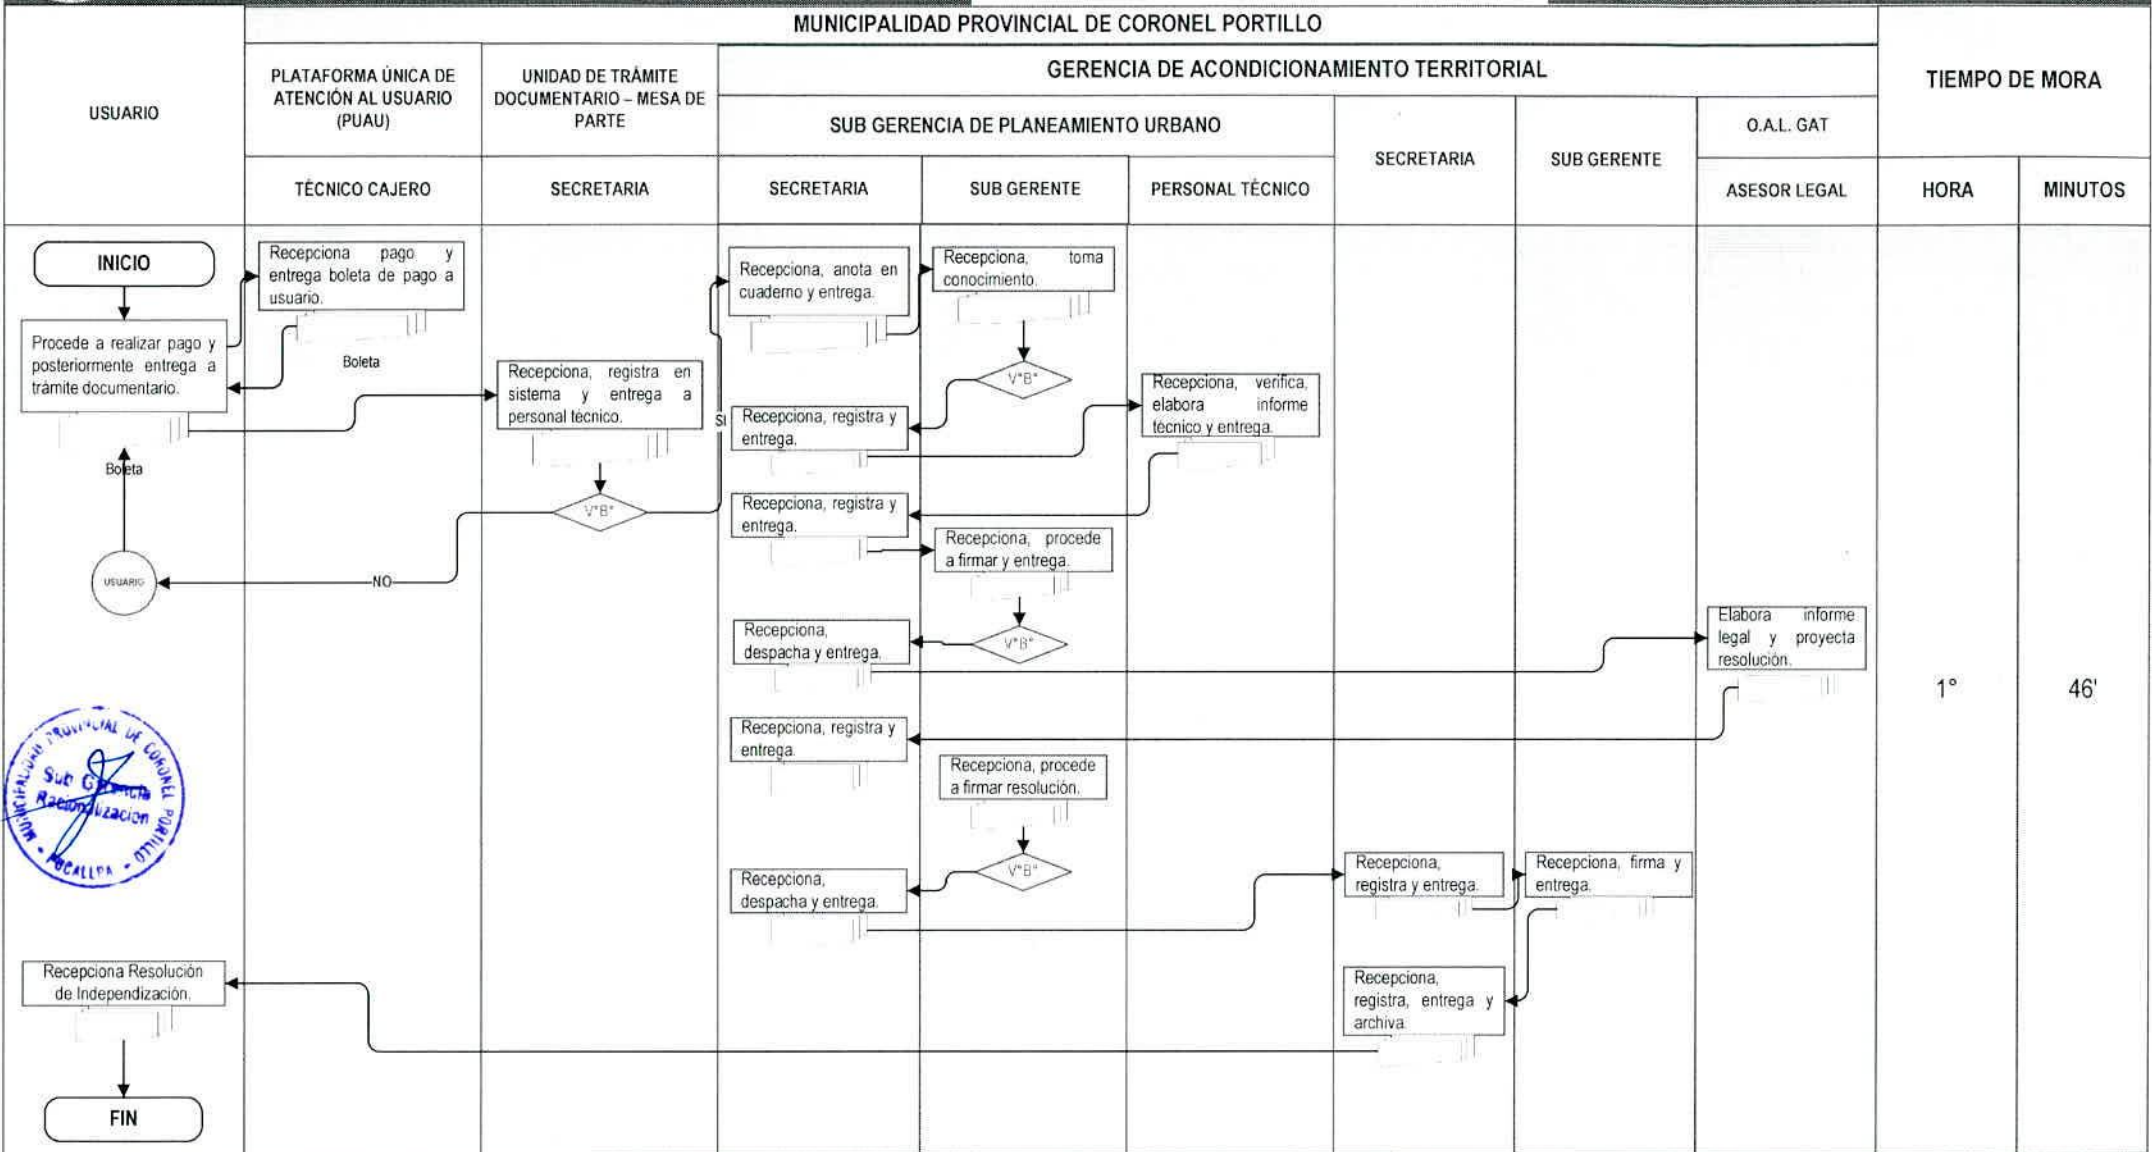 MUNICIPALIDAD PROVINCIAL DE CORONEL PORTILLO
USUARIO
PLATAFORMA ÚNICA DE
ATENCIÓN AL USUARIO
(PUAU)
UNIDAD DE TRÁMITE
DOCUMENTARIO – MESA DE
PARTE
GERENCIA DE ACONDICIONAMIENTO TERRITORIAL
TIEMPO DE MORA
SUB GERENCIA DE PLANEAMIENTO URBANO
SECRETARIA
SUB GERENTE
O.A.L. GAT
TÉCNICO CAJERO
SECRETARIA
SECRETARIA
SUB GERENTE
PERSONAL TÉCNICO
ASESOR LEGAL
HORA
MINUTOS
INICIO
Recepciona pago y
entrega boleta de pago a
usuario.
Recepciona, anota en
cuaderno y entrega.
Recepciona, toma
conocimiento.
Procede a realizar pago y
posteriormente entrega a
trámite documentario.
Boleta
Recepciona, registra en
sistema y entrega a
personal técnico.
V°B°
Recepciona, verifica,
elabora informe
técnico y entrega.
SI
Recepciona, registra y
entrega.
Boleta
V°B°
Recepciona, registra y
entrega.
Recepciona, procede
a firmar y entrega.
USUARIO
NO
Recepciona,
despacha y entrega.
V°B°
Elabora informe
legal y proyecta
resolución.
1°
46'
Recepciona, registra y
entrega.
MUNICIPALIDAD PROVINCIAL DE CORONEL PORTILLO
Sub Gerencia
Racionalización
- PUCALLPA -
Recepciona, procede
a firmar resolución.
V°B°
Recepciona,
despacha y entrega.
Recepciona,
registra y entrega.
Recepciona, firma y
entrega.
Recepciona Resolución
de Independización.
Recepciona,
registra, entrega y
archiva.
FIN